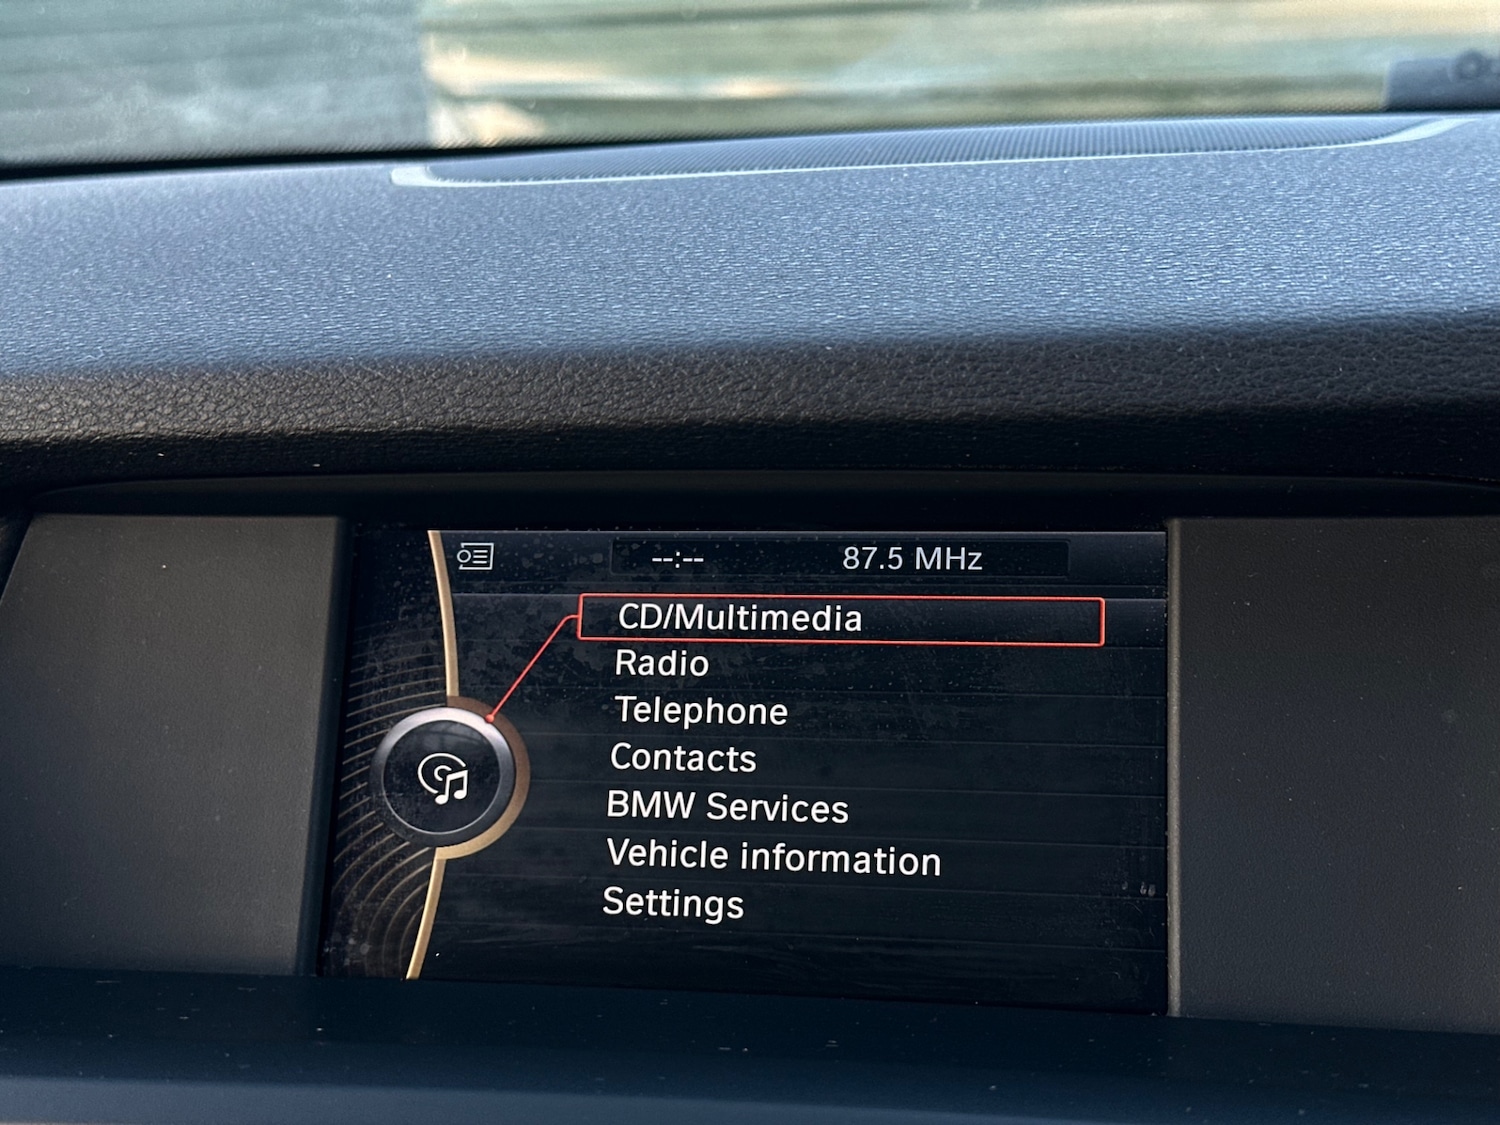 --:-- 87.5 MHz
CD/Multimedia
Radio
Telephone
Contacts
BMW Services
Vehicle information
Settings